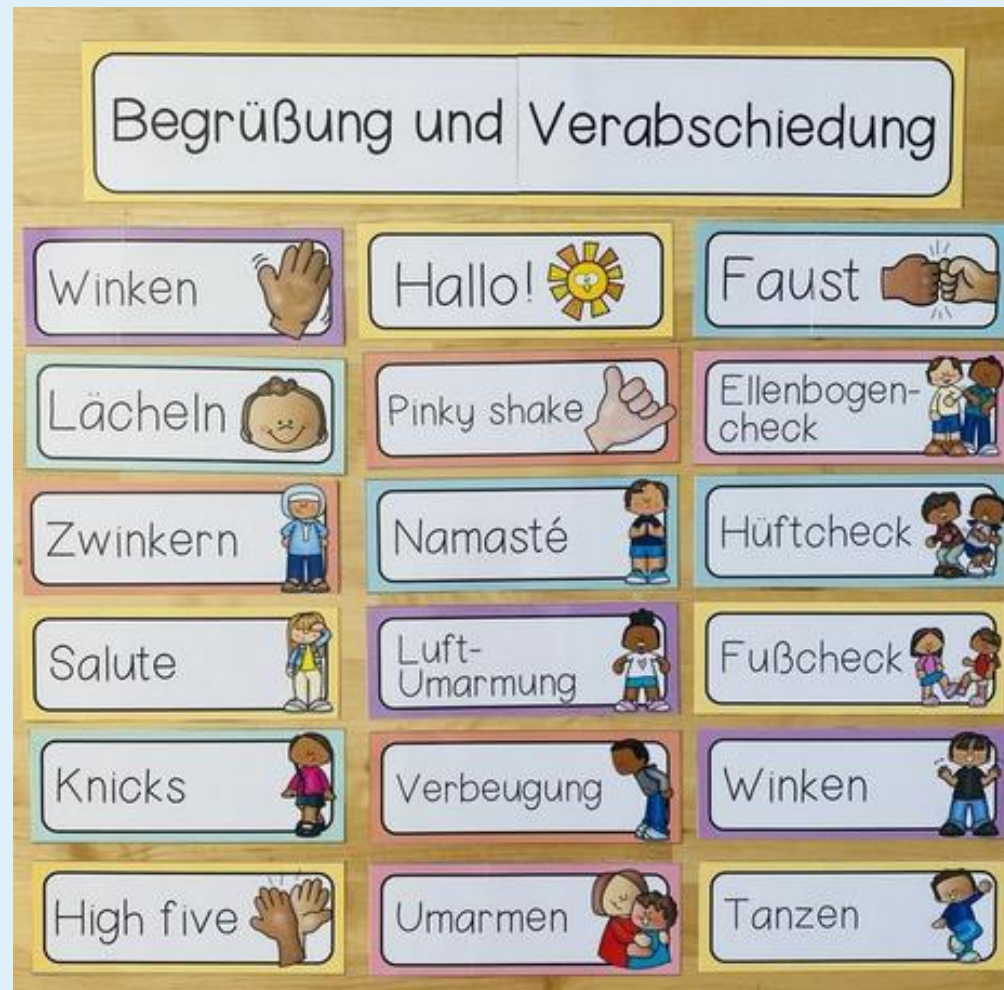 Begrüßung und Verabschiedung
Winken
Hallo!
Faust
Lächeln
Pinky shake
Ellenbogen-
check
Zwinkern
Namasté
Hüftcheck
Salute
Luft-
Umarmung
Fußcheck
Knicks
Verbeugung
Winken
High five
Umarmen
Tanzen